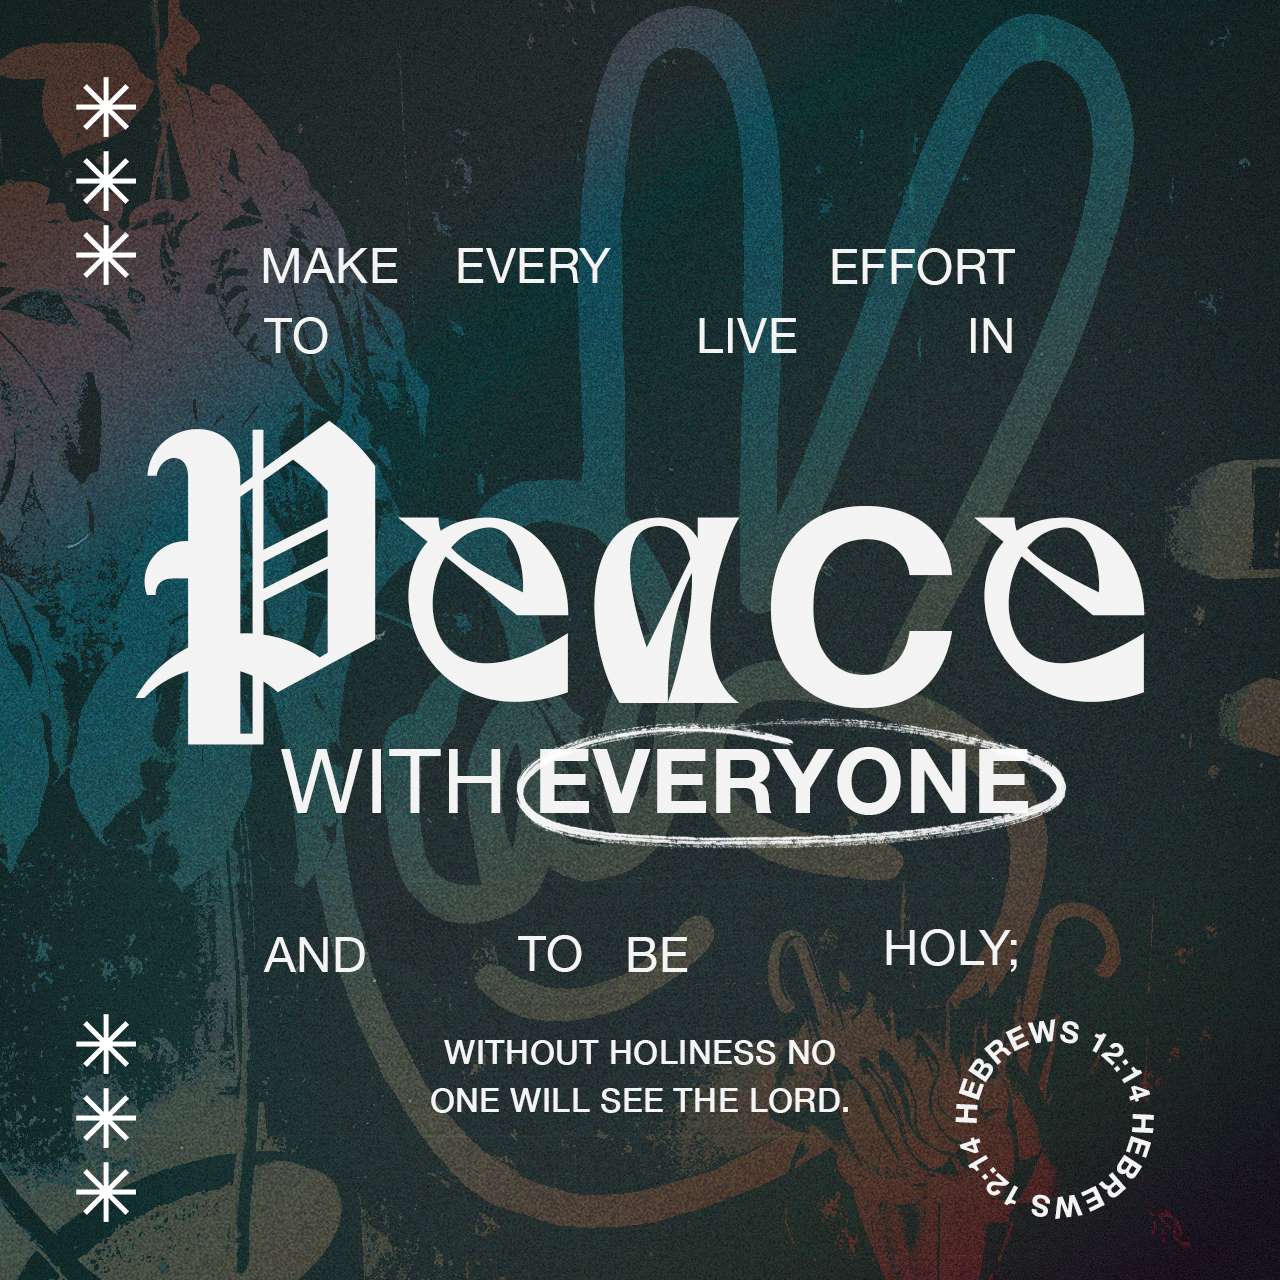 MAKE EVERY EFFORT
TO LIVE IN
Peace
WITH EVERYONE
AND TO BE HOLY;
WITHOUT HOLINESS NO
ONE WILL SEE THE LORD.
HEBREWS 12:14 HEBREWS 12:14